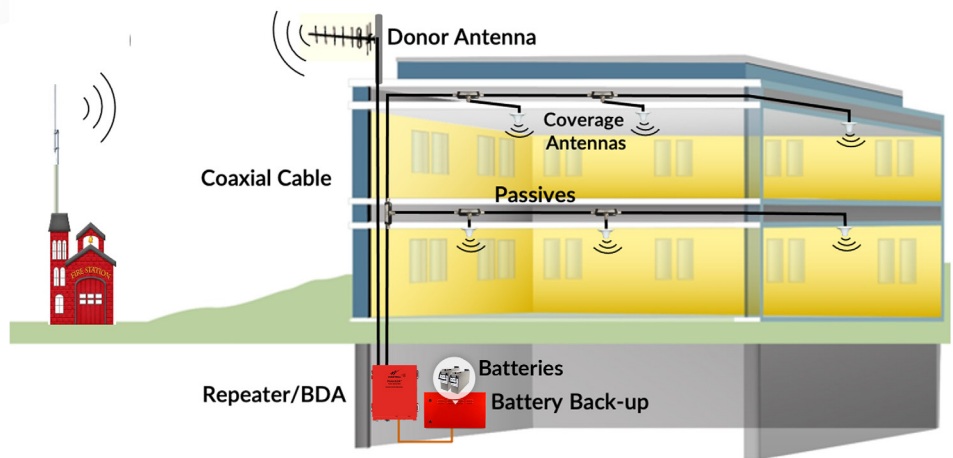 Donor Antenna
Coverage
Antennas
Coaxial Cable
Passives
FIRE STATION
Repeater/BDA
Batteries
Battery Back-up